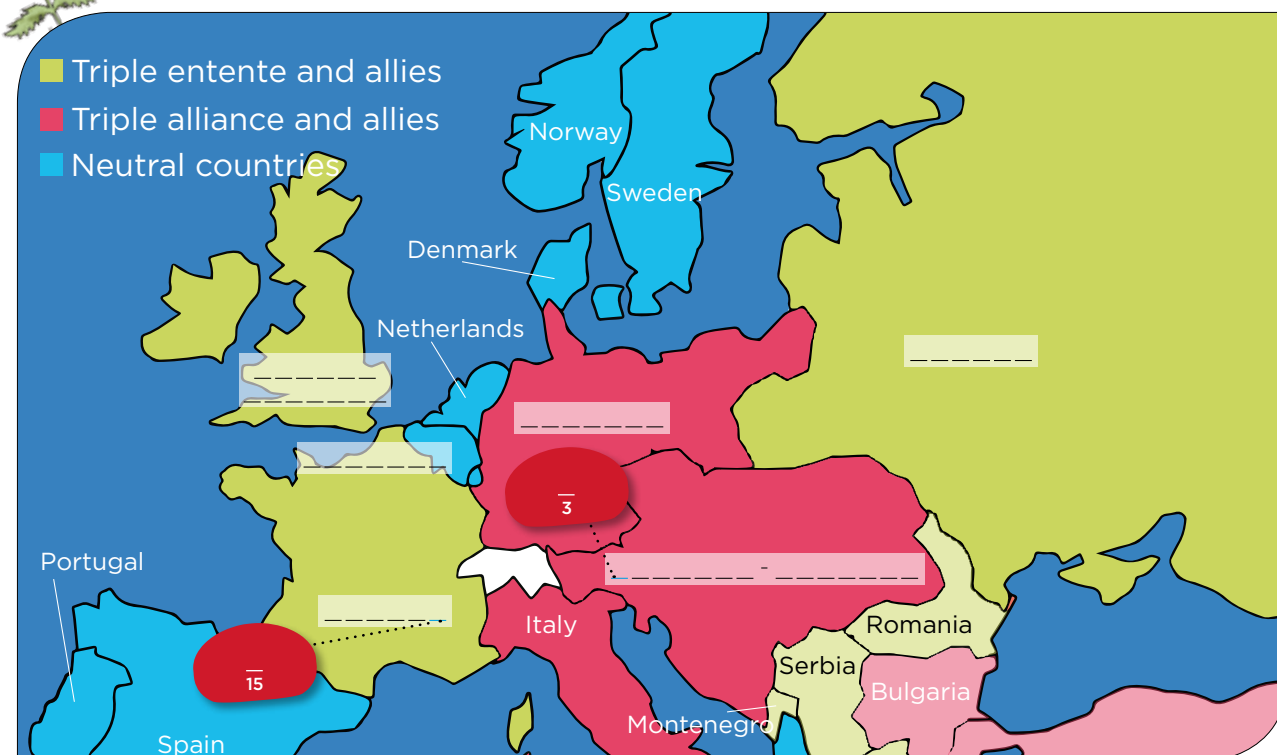 Triple entente and allies
Triple alliance and allies
Neutral countries
Norway
Sweden
Denmark
Netherlands
_ _ _ _ _ _
_ _ _ _ _ _ _
_ _ _ _ _ _
_ _ _ _ _ _ _
_ _ _ _ _ _ _
_
3
Portugal
_ _ _ _ _ _ _ - _ _ _ _ _ _ _
_ _ _ _ _ _
Italy
Romania
Serbia
_
15
Bulgaria
Montenegro
Spain